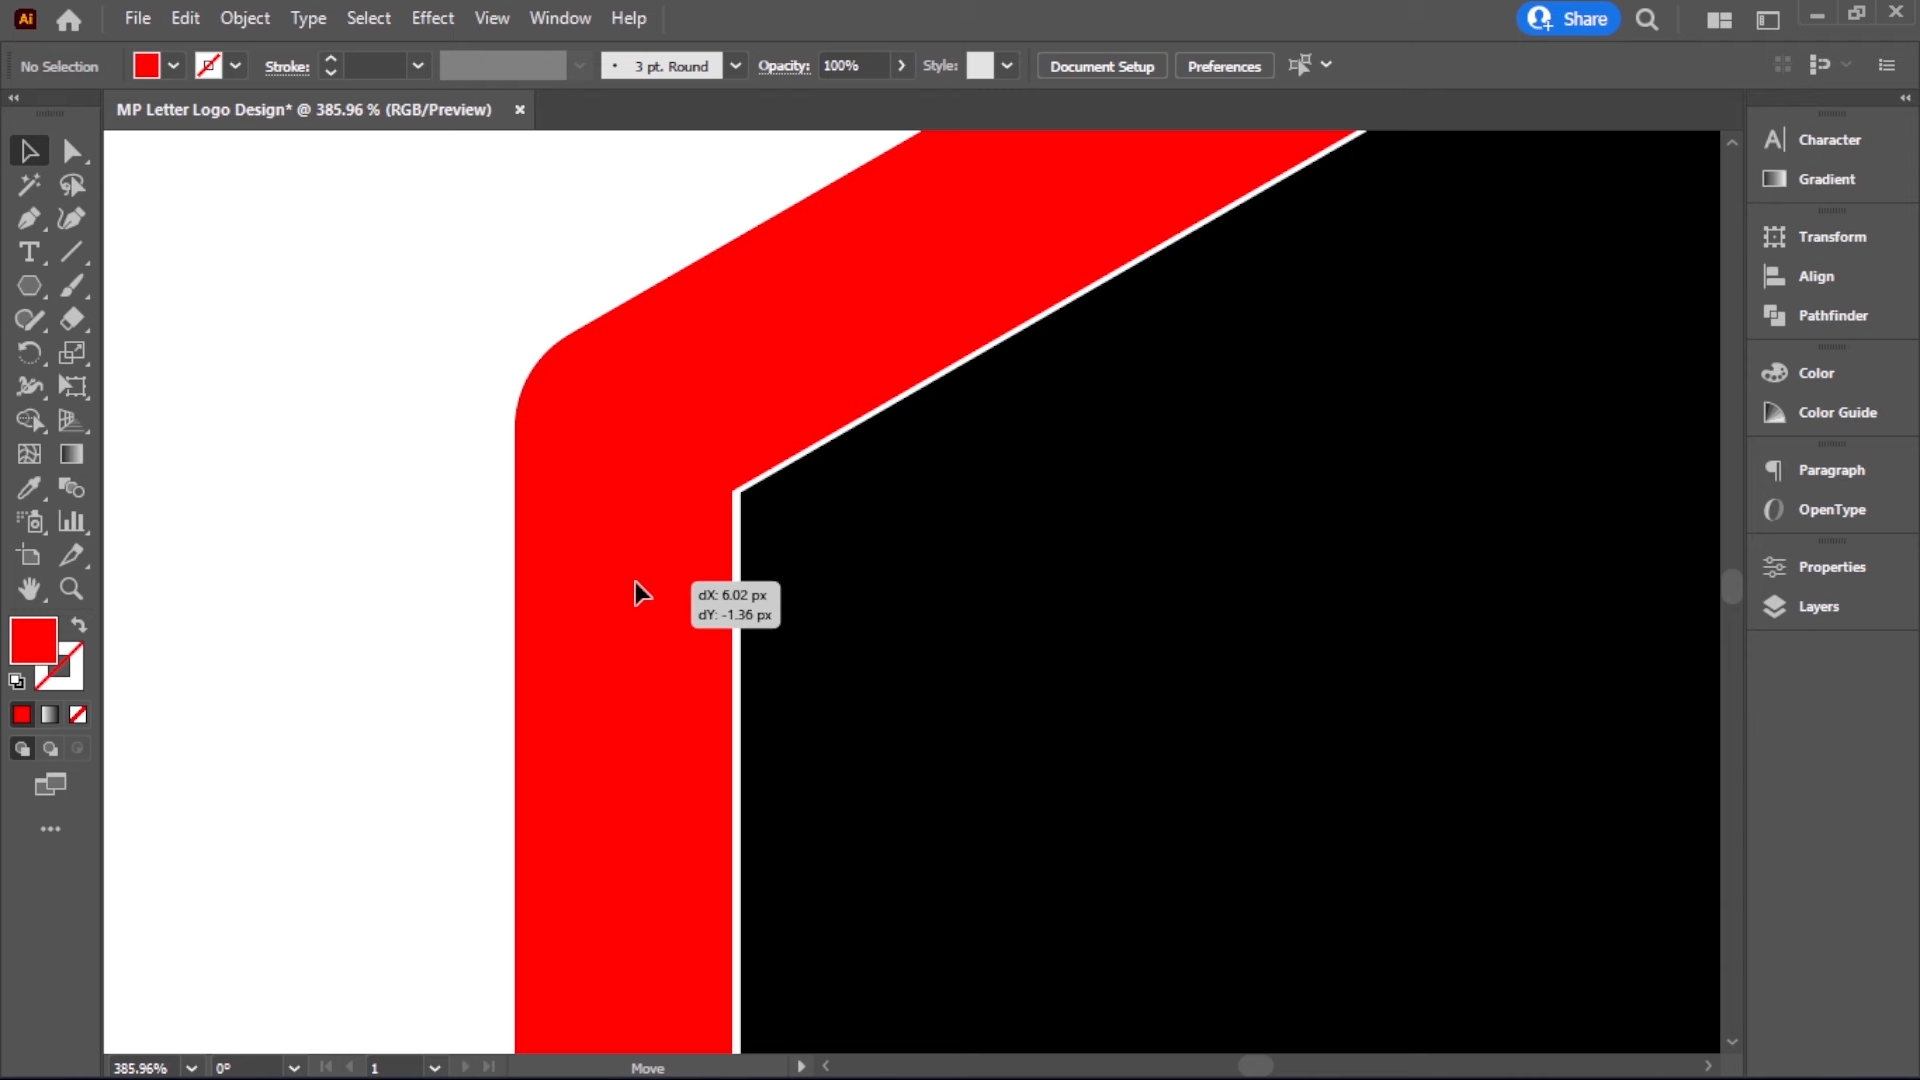 Ai File Edit Object Type Select Effect View Window Help Share
No Selection Stroke: 3 pt. Round Opacity: 100% Style: Document Setup Preferences
MP Letter Logo Design* @ 385.96 % (RGB/Preview) ×
Character
Gradient
Transform
Align
Pathfinder
Color
Color Guide
Paragraph
OpenType
Properties
Layers
dX: 6.02 px
dY: -1.36 px
385.96% 0° 1 Move